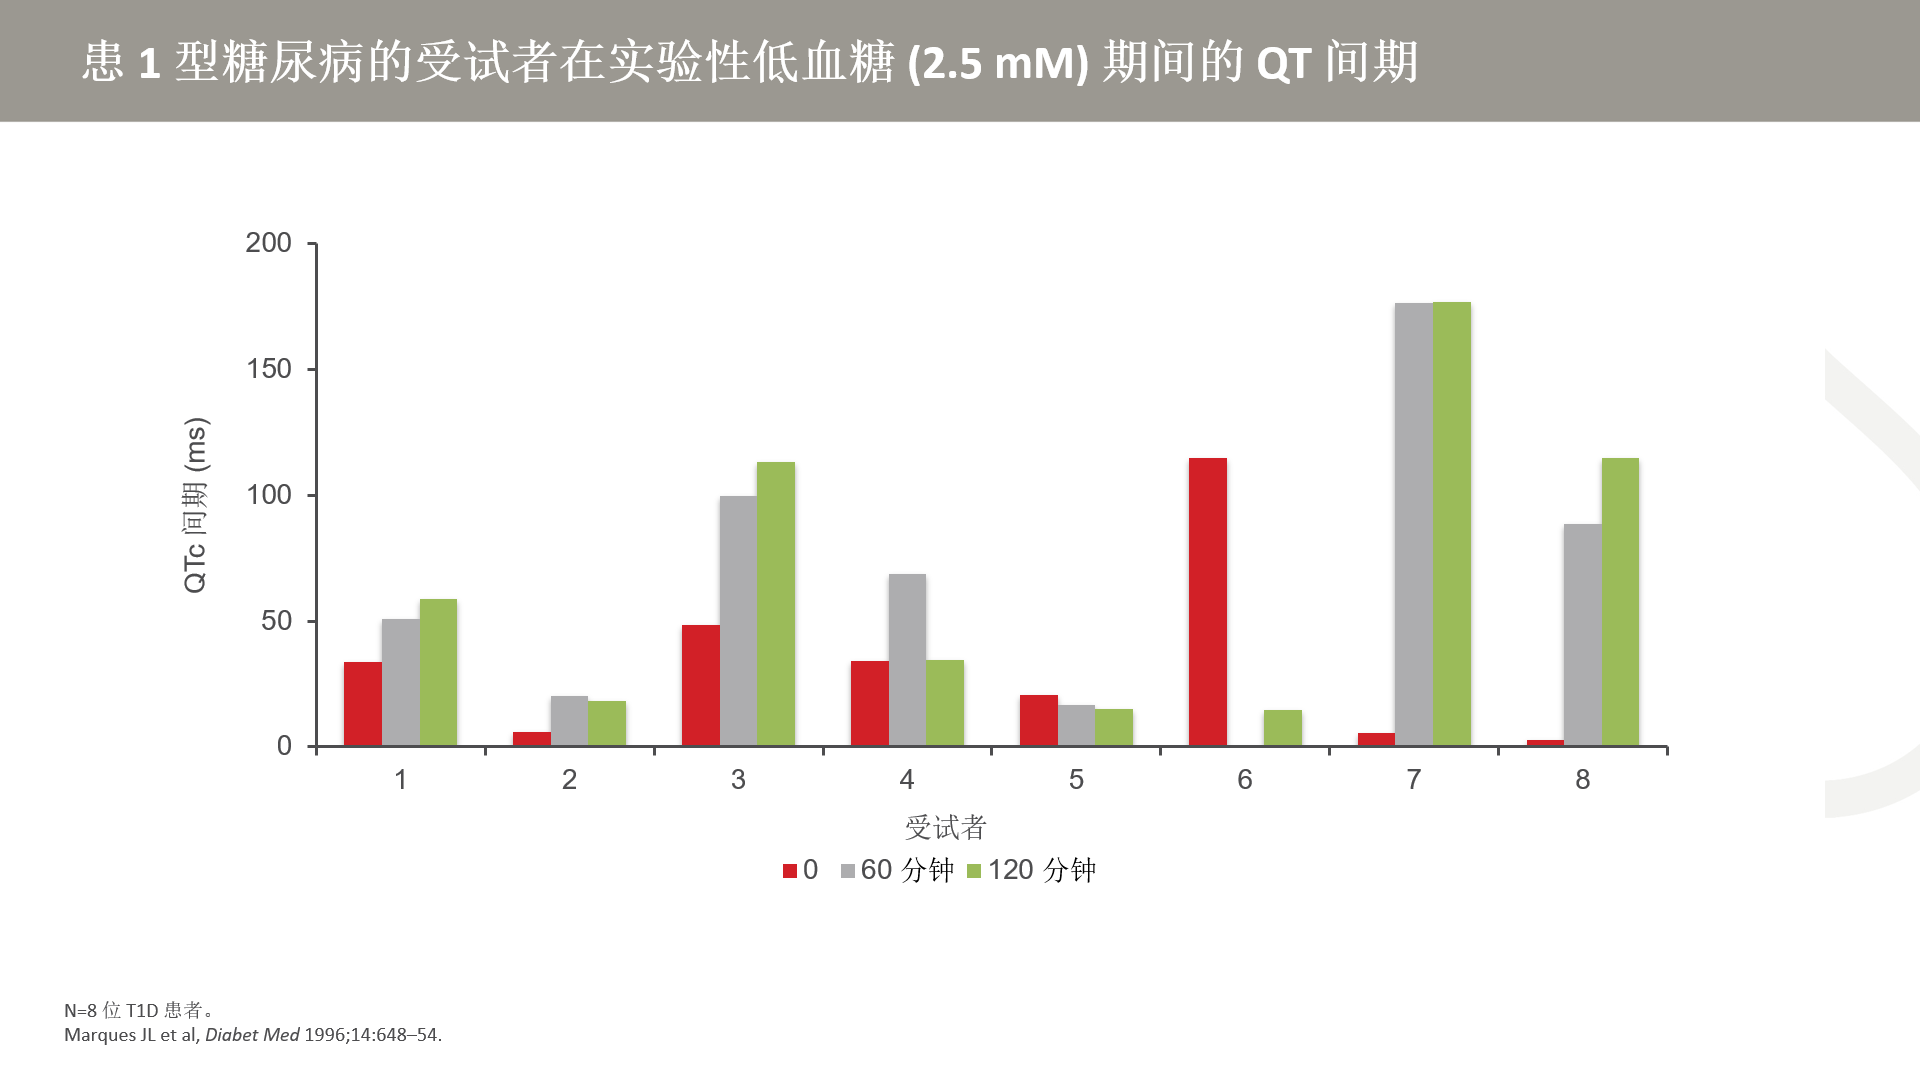 患 1 型糖尿病的受试者在实验性低血糖 (2.5 mM) 期间的 QT 间期
200
150
100
50
0
QTc 间期 (ms)
1 2 3 4 5 6 7 8
受试者
0 60 分钟 120 分钟
N=8 位 T1D 患者。
Marques JL et al, Diabet Med 1996;14:648–54.